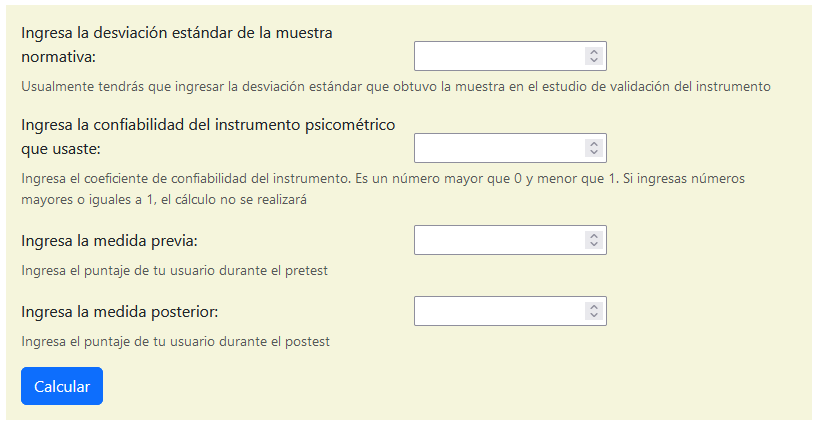 Ingresa la desviación estándar de la muestra
normativa:
Usualmente tendrás que ingresar la desviación estándar que obtuvo la muestra en el estudio de validación del instrumento
Ingresa la confiabilidad del instrumento psicométrico
que usaste:
Ingresa el coeficiente de confiabilidad del instrumento. Es un número mayor que 0 y menor que 1. Si ingresas números
mayores o iguales a 1, el cálculo no se realizará
Ingresa la medida previa:
Ingresa el puntaje de tu usuario durante el pretest
Ingresa la medida posterior:
Ingresa el puntaje de tu usuario durante el postest
Calcular